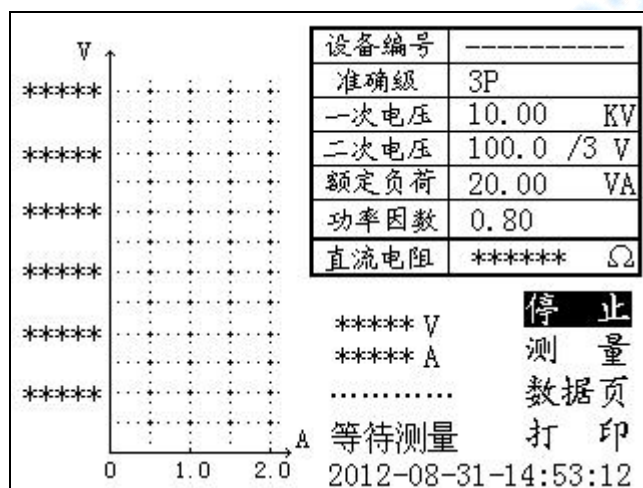 V
*****
*****
*****
*****
*****
*****
A
0 1.0 2.0
设备编号 ----------
准确级 3P
一次电压 10.00 KV
二次电压 100.0 /3 V
额定负荷 20.00 VA
功率因数 0.80
直流电阻 ****** Ω
***** V
***** A
............
等待测量
停 止
测 量
数据页
打 印
2012-08-31-14:53:12